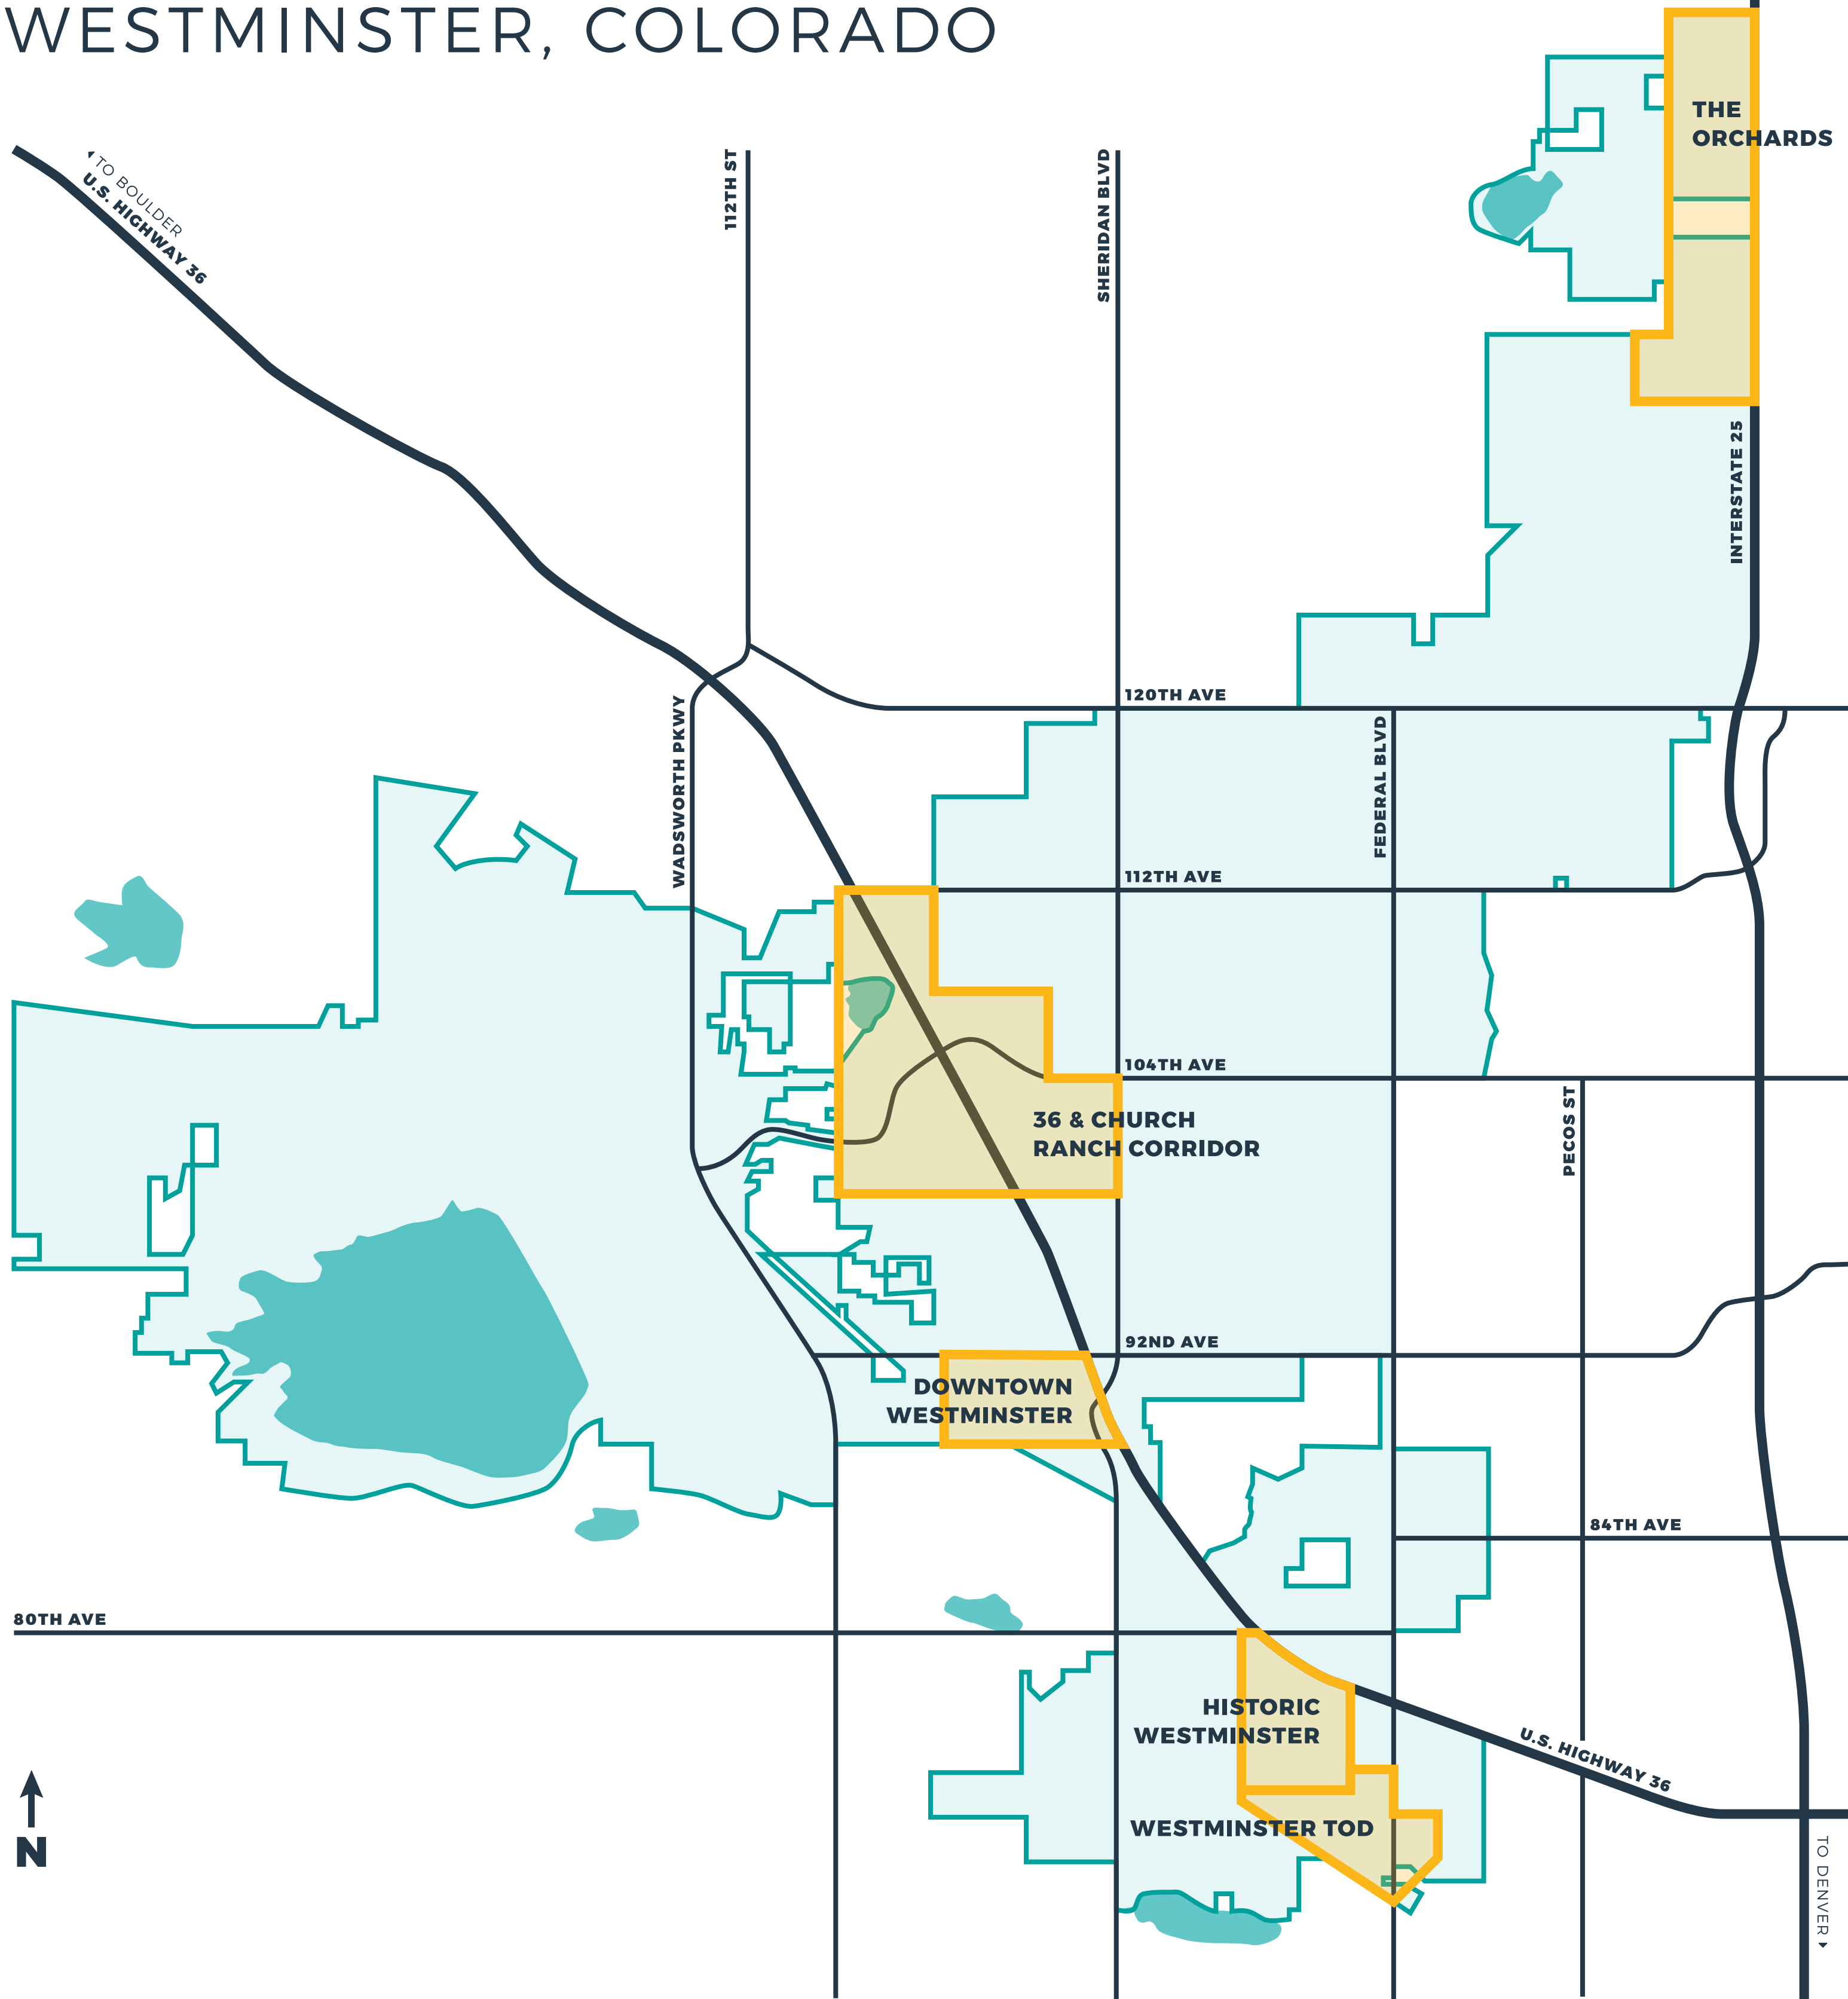 WESTMINSTER, COLORADO
THE
ORCHARDS
TO BOULDER
U.S. HIGHWAY 36
112TH ST
SHERIDAN BLVD
INTERSTATE 25
120TH AVE
WADSWORTH PKWY
FEDERAL BLVD
112TH AVE
104TH AVE
PECOS ST
36 & CHURCH
RANCH CORRIDOR
92ND AVE
DOWNTOWN
WESTMINSTER
84TH AVE
80TH AVE
HISTORIC
WESTMINSTER
U.S. HIGHWAY 36
WESTMINSTER TOD
N
TO DENVER